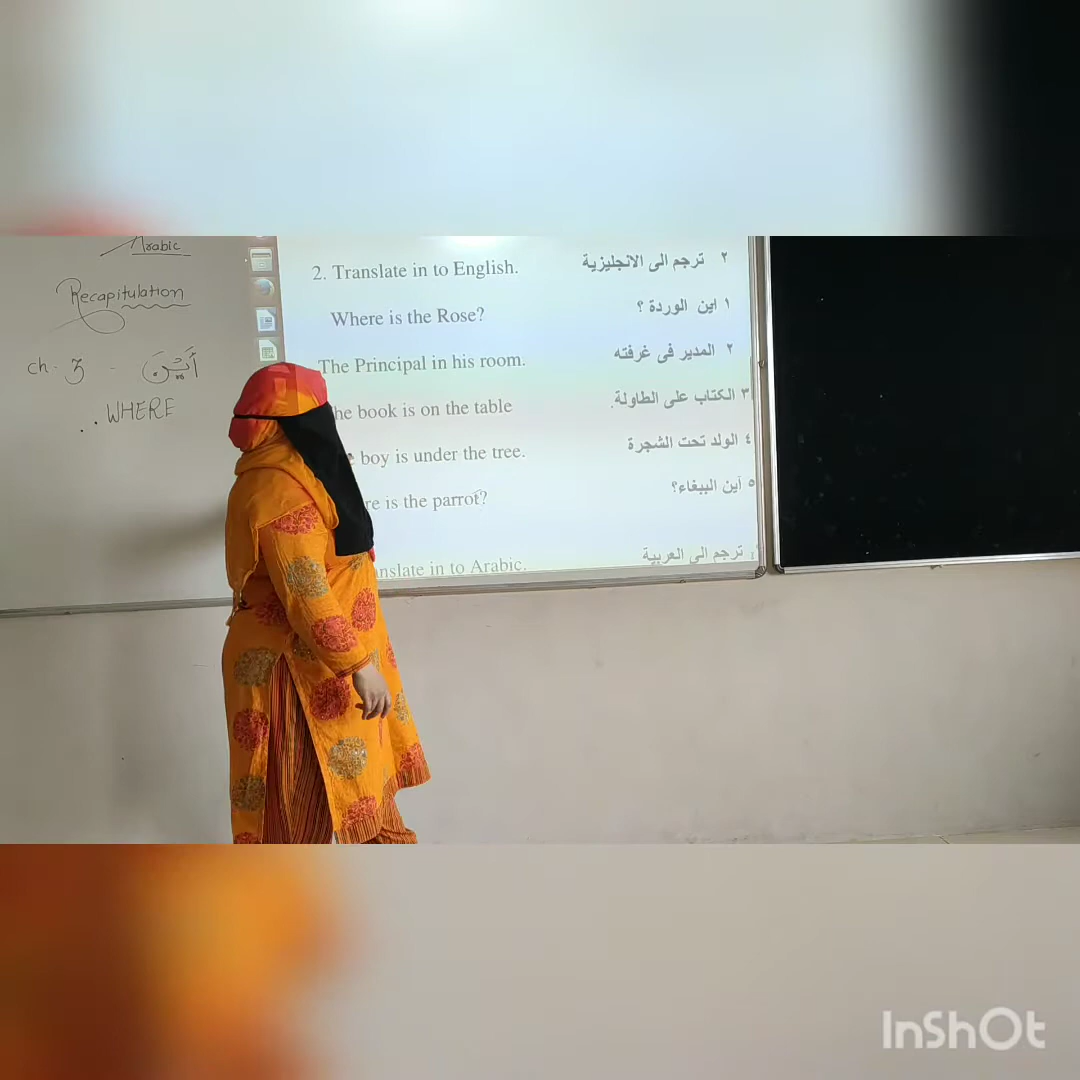 Arabic
Recapitulation
ch. 3 - أَيْنَ
.. WHERE
2. Translate in to English.
٢ ترجم الى الانجليزية
Where is the Rose?
١ اين الوردة ؟
The Principal in his room.
٢ المدير فى غرفته
he book is on the table
٣ الكتاب على الطاولة.
boy is under the tree.
٤ الولد تحت الشجرة
re is the parrot?
٥ أين الببغاء؟
nslate in to Arabic.
ترجم الى العربية
InShOt